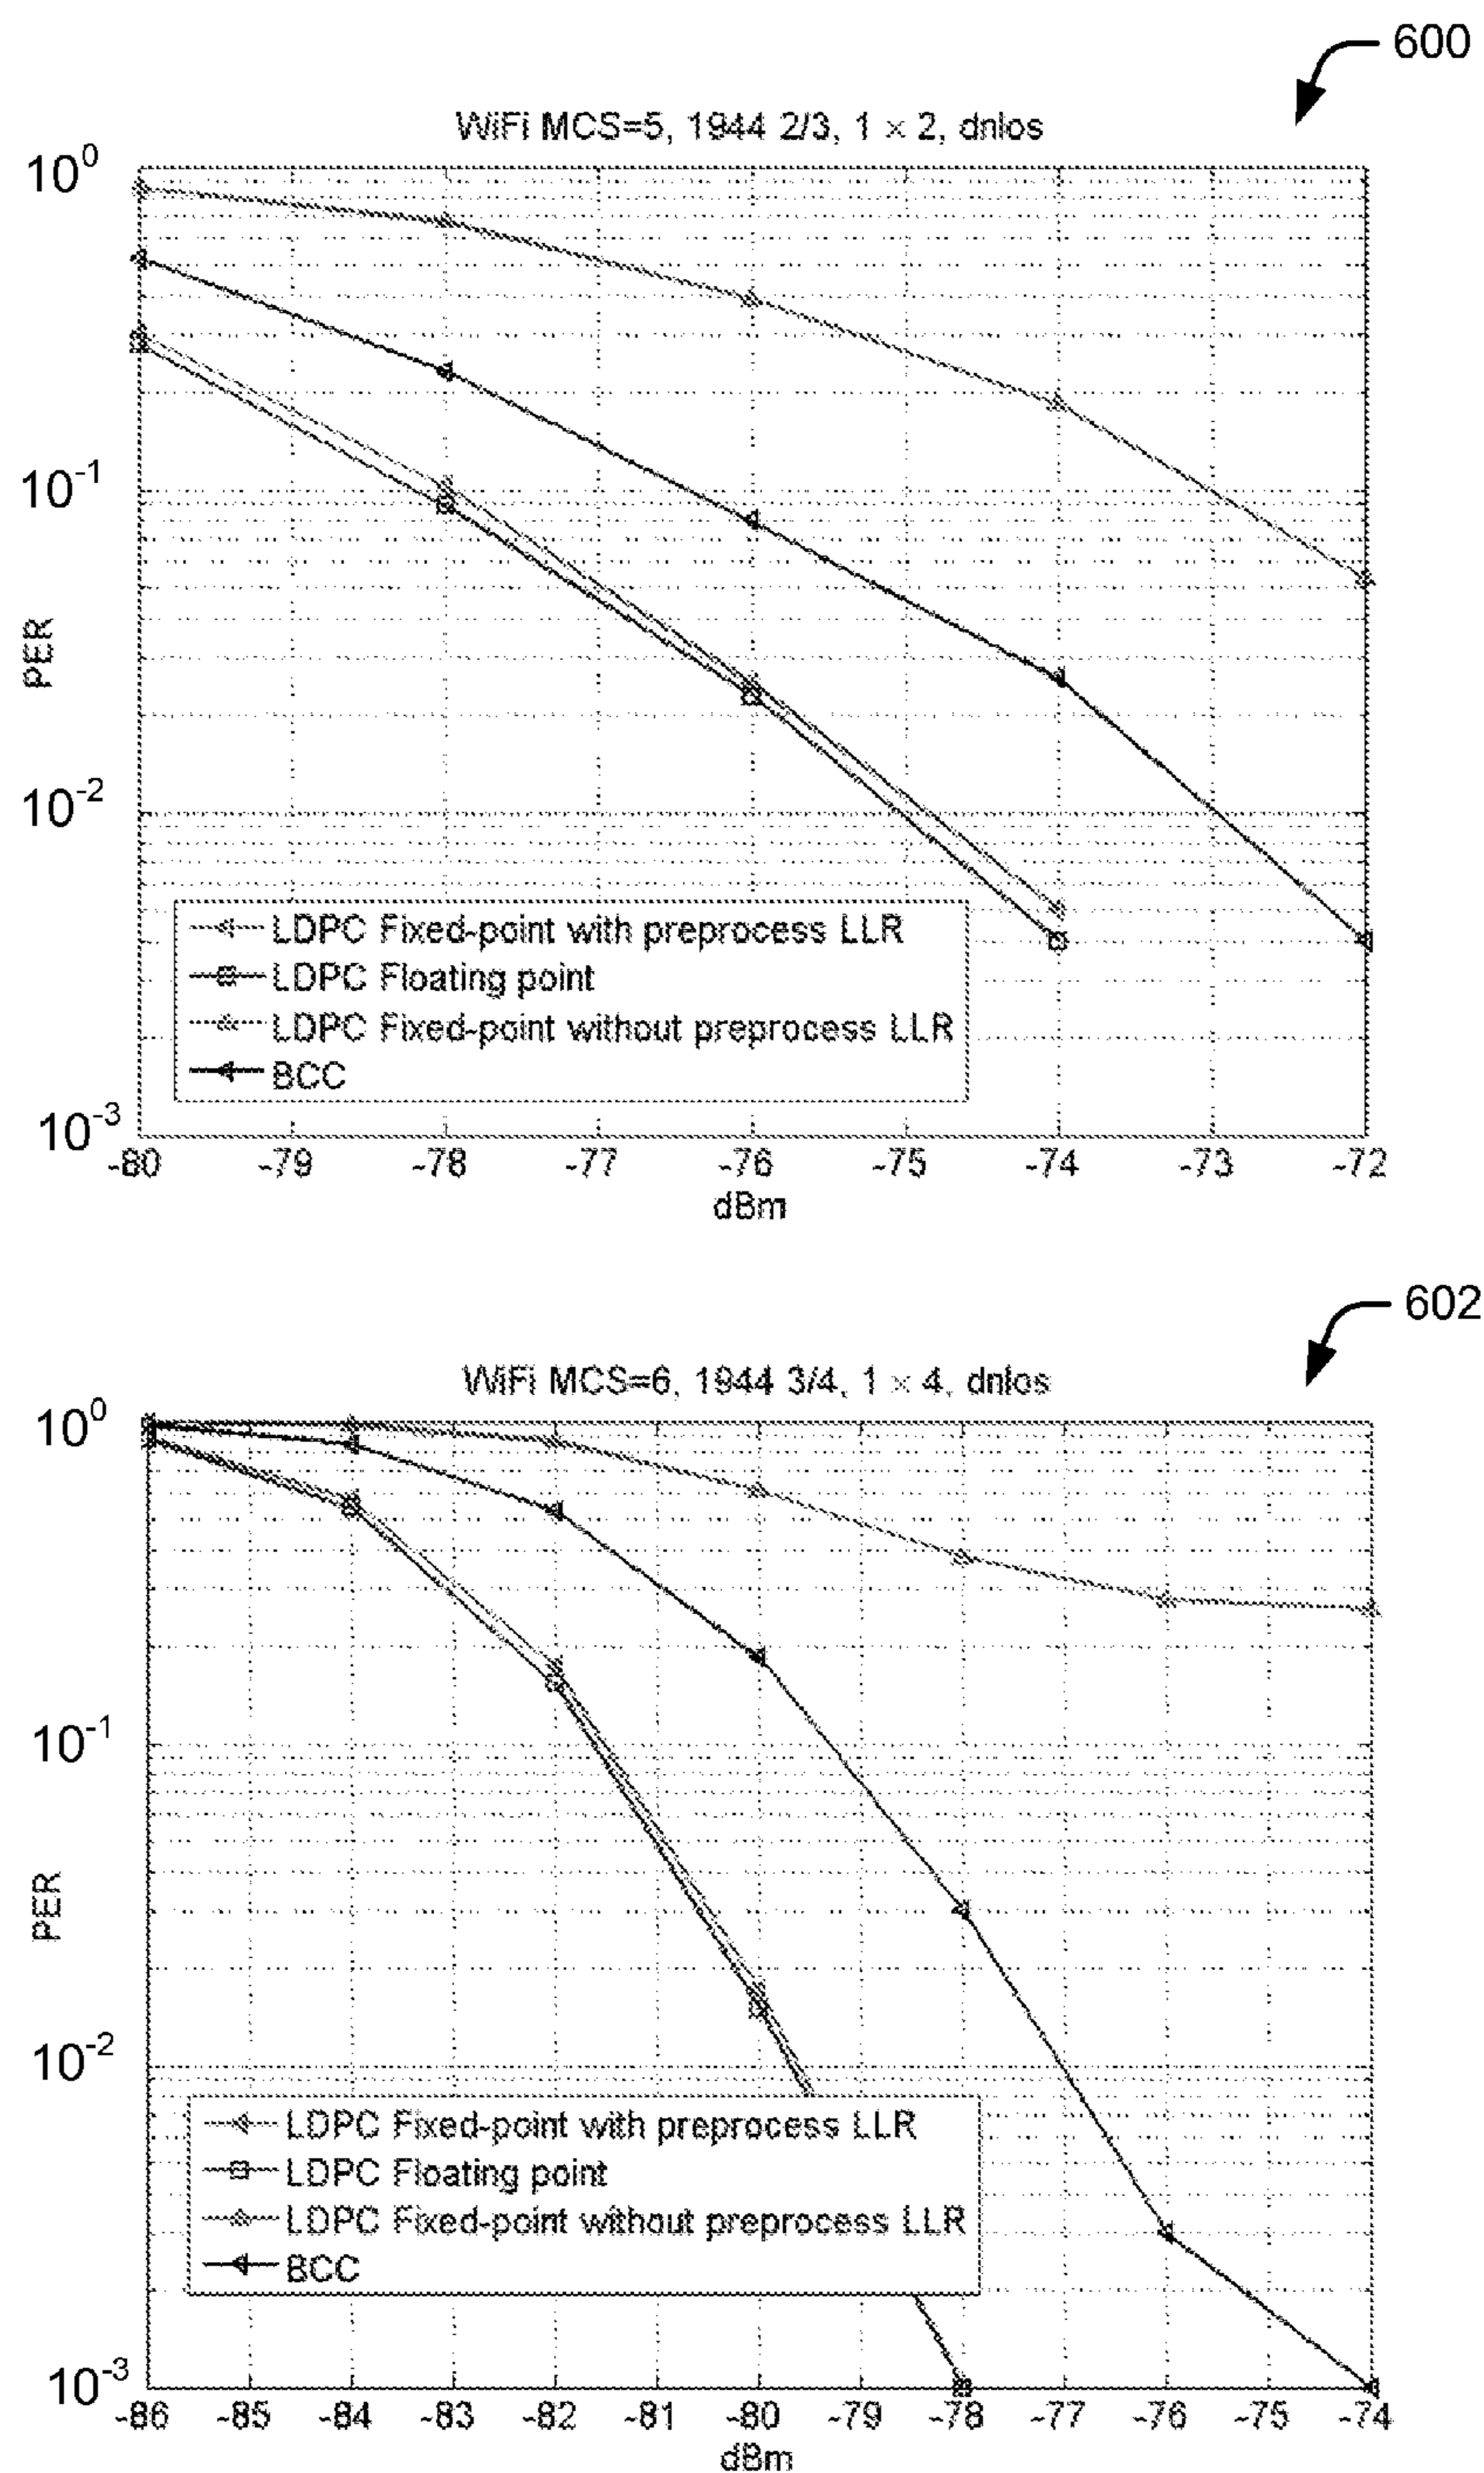 600
WiFi MCS=5, 1944 2/3, 1 × 2, dnlos
10⁰
10⁻¹
10⁻²
10⁻³
PER
LDPC Fixed-point with preprocess LLR
LDPC Floating point
LDPC Fixed-point without preprocess LLR
BCC
-80 -79 -78 -77 -76 -75 -74 -73 -72
dBm
602
WiFi MCS=6, 1944 3/4, 1 × 4, dnlos
10⁰
10⁻¹
10⁻²
10⁻³
PER
LDPC Fixed-point with preprocess LLR
LDPC Floating point
LDPC Fixed-point without preprocess LLR
BCC
-86 -85 -84 -83 -82 -81 -80 -79 -78 -77 -76 -75 -74
dBm